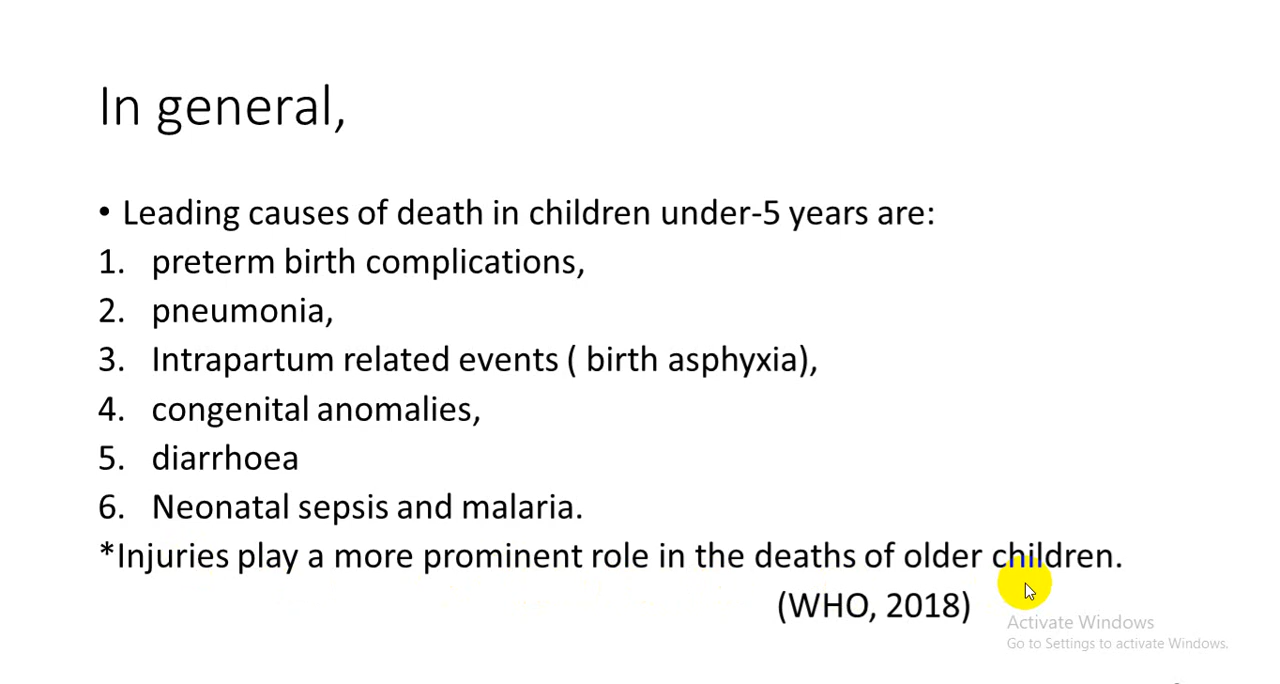 In general,
• Leading causes of death in children under-5 years are:
1. preterm birth complications,
2. pneumonia,
3. Intrapartum related events ( birth asphyxia),
4. congenital anomalies,
5. diarrhoea
6. Neonatal sepsis and malaria.
*Injuries play a more prominent role in the deaths of older children.
(WHO, 2018)
Activate Windows
Go to Settings to activate Windows.